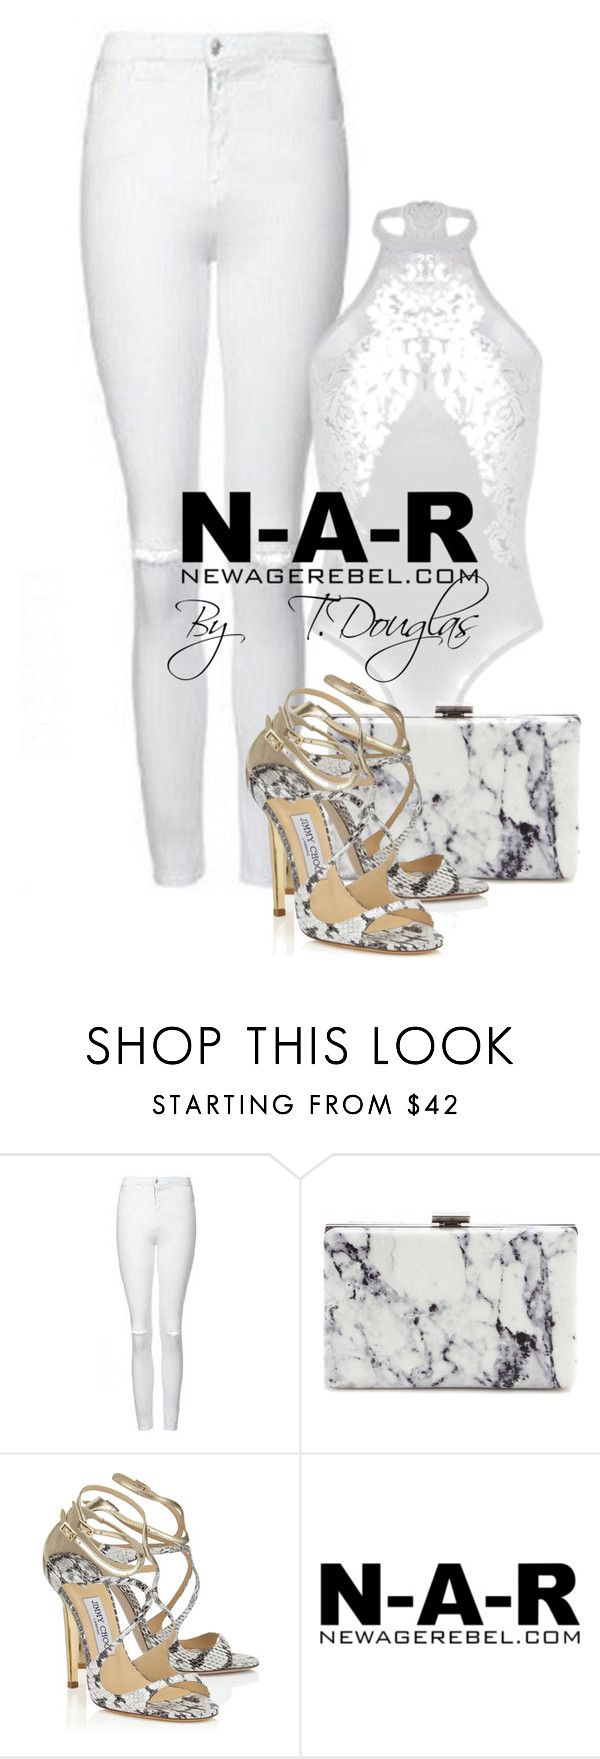 N-A-R
NEWAGEREBEL.COM
By T. Douglas
JIMMY CHOO
SHOP THIS LOOK
STARTING FROM $42
JIMMY CHOO
N-A-R
NEWAGEREBEL.COM